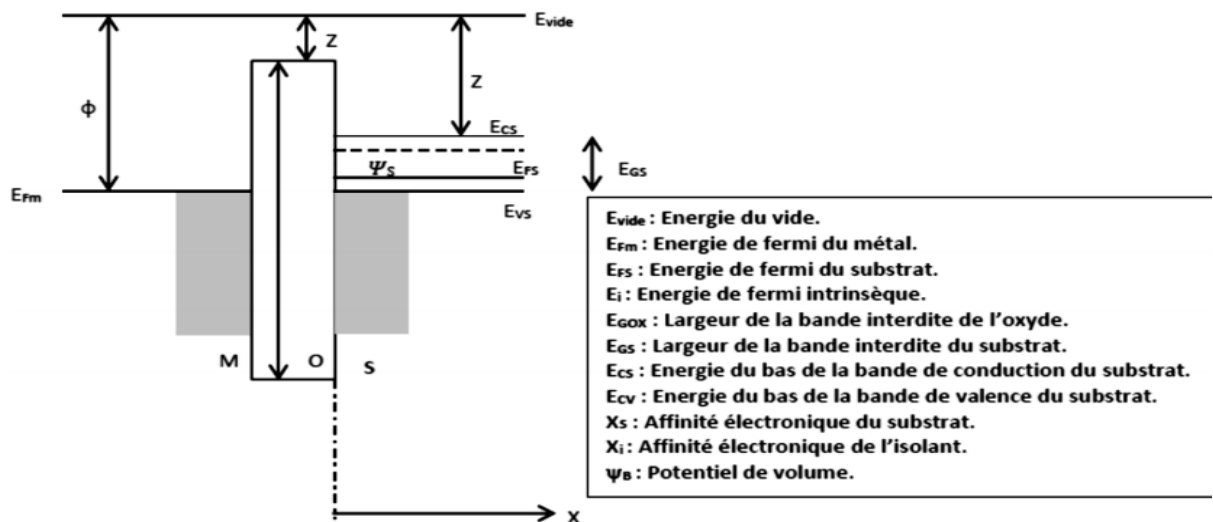 Evide
Z
Z
ϕ
ECS
ΨS
EFS
EGS
EFm
EVS
M O S
X
Evide : Energie du vide.
EFm : Energie de fermi du métal.
EFS : Energie de fermi du substrat.
Ei : Energie de fermi intrinsèque.
EGOX : Largeur de la bande interdite de l’oxyde.
EGS : Largeur de la bande interdite du substrat.
ECS : Energie du bas de la bande de conduction du substrat.
ECV : Energie du bas de la bande de valence du substrat.
XS : Affinité électronique du substrat.
Xi : Affinité électronique de l’isolant.
ΨB : Potentiel de volume.